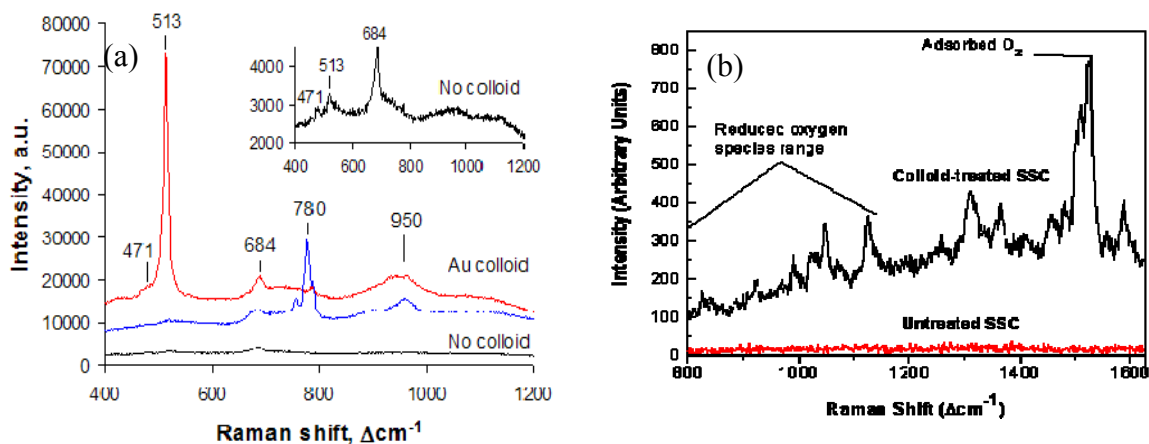 (a)
80000
70000
60000
50000
40000
30000
20000
10000
0
400 600 800 1000 1200
Intensity, a.u.
Raman shift, Δcm⁻¹
513
471
684
780
950
Au colloid
No colloid
4000
3000
2000
400 600 800 1000 1200
471
513
684
No colloid
(b)
800
700
600
500
400
300
200
100
0
800 1000 1200 1400 1600
Intensity (Arbitrary Units)
Raman Shift (Δcm⁻¹)
Adsorbed O₂
Reduced oxygen
species range
Colloid-treated SSC
Untreated SSC